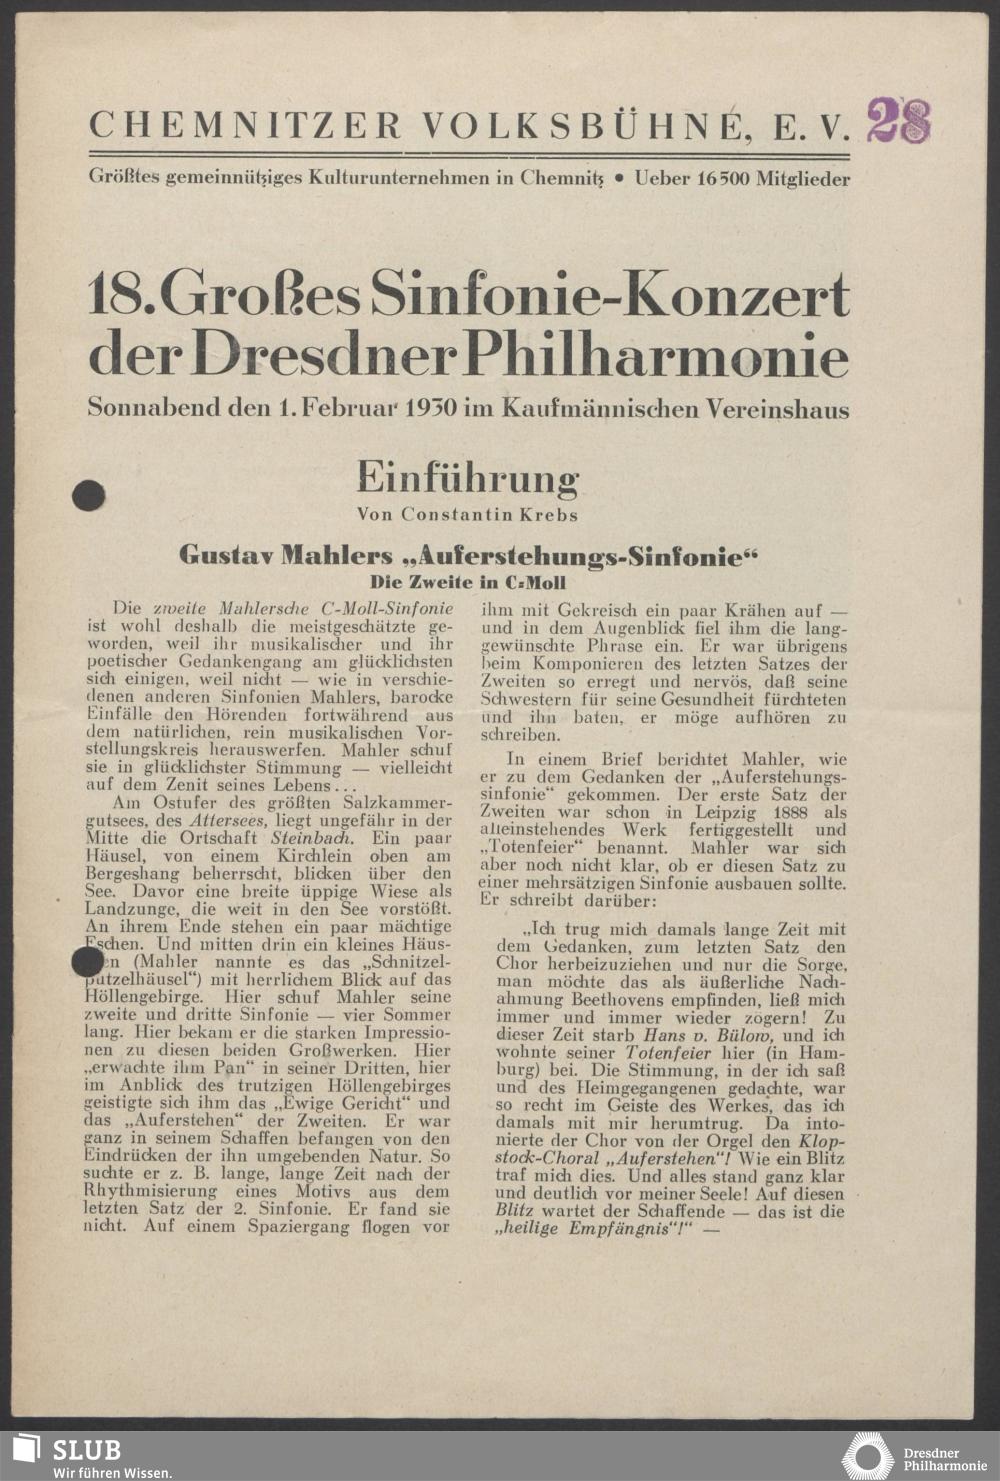 CHEMNITZER VOLKSBÜHNE, E. V.
28
Größtes gemeinnütziges Kulturunternehmen in Chemnitz • Ueber 16500 Mitglieder
18. Großes Sinfonie-Konzert
der Dresdner Philharmonie
Sonnabend den 1. Februar 1930 im Kaufmännischen Vereinshaus
Einführung
Von Constantin Krebs
Gustav Mahlers „Auferstehungs-Sinfonie“
Die Zweite in C-Moll
Die zweite Mahlersche C-Moll-Sinfonie
ist wohl deshalb die meistgeschätzte ge-
worden, weil ihr musikalischer und ihr
poetischer Gedankengang am glücklichsten
sich einigen, weil nicht — wie in verschie-
denen anderen Sinfonien Mahlers, barocke
Einfälle den Hörenden fortwährend aus
dem natürlichen, rein musikalischen Vor-
stellungskreis herauswerfen. Mahler schuf
sie in glücklichster Stimmung — vielleicht
auf dem Zenit seines Lebens...
Am Ostufer des größten Salzkammer-
gutsees, des Attersees, liegt ungefähr in der
Mitte die Ortschaft Steinbach. Ein paar
Häusel, von einem Kirchlein oben am
Bergeshang beherrscht, blicken über den
See. Davor eine breite üppige Wiese als
Landzunge, die weit in den See vorstößt.
An ihrem Ende stehen ein paar mächtige
Eschen. Und mitten drin ein kleines Häus-
en (Mahler nannte es das „Schnitzel-
putzelhäusel“) mit herrlichem Blick auf das
Höllengebirge. Hier schuf Mahler seine
zweite und dritte Sinfonie — vier Sommer
lang. Hier bekam er die starken Impressio-
nen zu diesen beiden Großwerken. Hier
„erwachte ihm Pan“ in seiner Dritten, hier
im Anblick des trutzigen Höllengebirges
geistigte sich ihm das „Ewige Gericht“ und
das „Auferstehen“ der Zweiten. Er war
ganz in seinem Schaffen befangen von den
Eindrücken der ihn umgebenden Natur. So
suchte er z. B. lange, lange Zeit nach der
Rhythmisierung eines Motivs aus dem
letzten Satz der 2. Sinfonie. Er fand sie
nicht. Auf einem Spaziergang flogen vor
ihm mit Gekreisch ein paar Krähen auf —
und in dem Augenblick fiel ihm die lang-
gewünschte Phrase ein. Er war übrigens
beim Komponieren des letzten Satzes der
Zweiten so erregt und nervös, daß seine
Schwestern für seine Gesundheit fürchteten
und ihn baten, er möge aufhören zu
schreiben.
In einem Brief berichtet Mahler, wie
er zu dem Gedanken der „Auferstehungs-
sinfonie“ gekommen. Der erste Satz der
Zweiten war schon in Leipzig 1888 als
alleinstehendes Werk fertiggestellt und
„Totenfeier“ benannt. Mahler war sich
aber noch nicht klar, ob er diesen Satz zu
einer mehrsätzigen Sinfonie ausbauen sollte.
Er schreibt darüber:
„Ich trug mich damals lange Zeit mit
dem Gedanken, zum letzten Satz den
Chor herbeizuziehen und nur die Sorge,
man möchte das als äußerliche Nach-
ahmung Beethovens empfinden, ließ mich
immer und immer wieder zögern! Zu
dieser Zeit starb Hans v. Bülow, und ich
wohnte seiner Totenfeier hier (in Ham-
burg) bei. Die Stimmung, in der ich saß
und des Heimgegangenen gedachte, war
so recht im Geiste des Werkes, das ich
damals mit mir herumtrug. Da into-
nierte der Chor von der Orgel den Klop-
stock-Choral „Auferstehen“! Wie ein Blitz
traf mich dies. Und alles stand ganz klar
und deutlich vor meiner Seele! Auf diesen
Blitz wartet der Schaffende — das ist die
„heilige Empfängnis“!“ —
SLUB
Wir führen Wissen.
Dresdner
Philharmonie